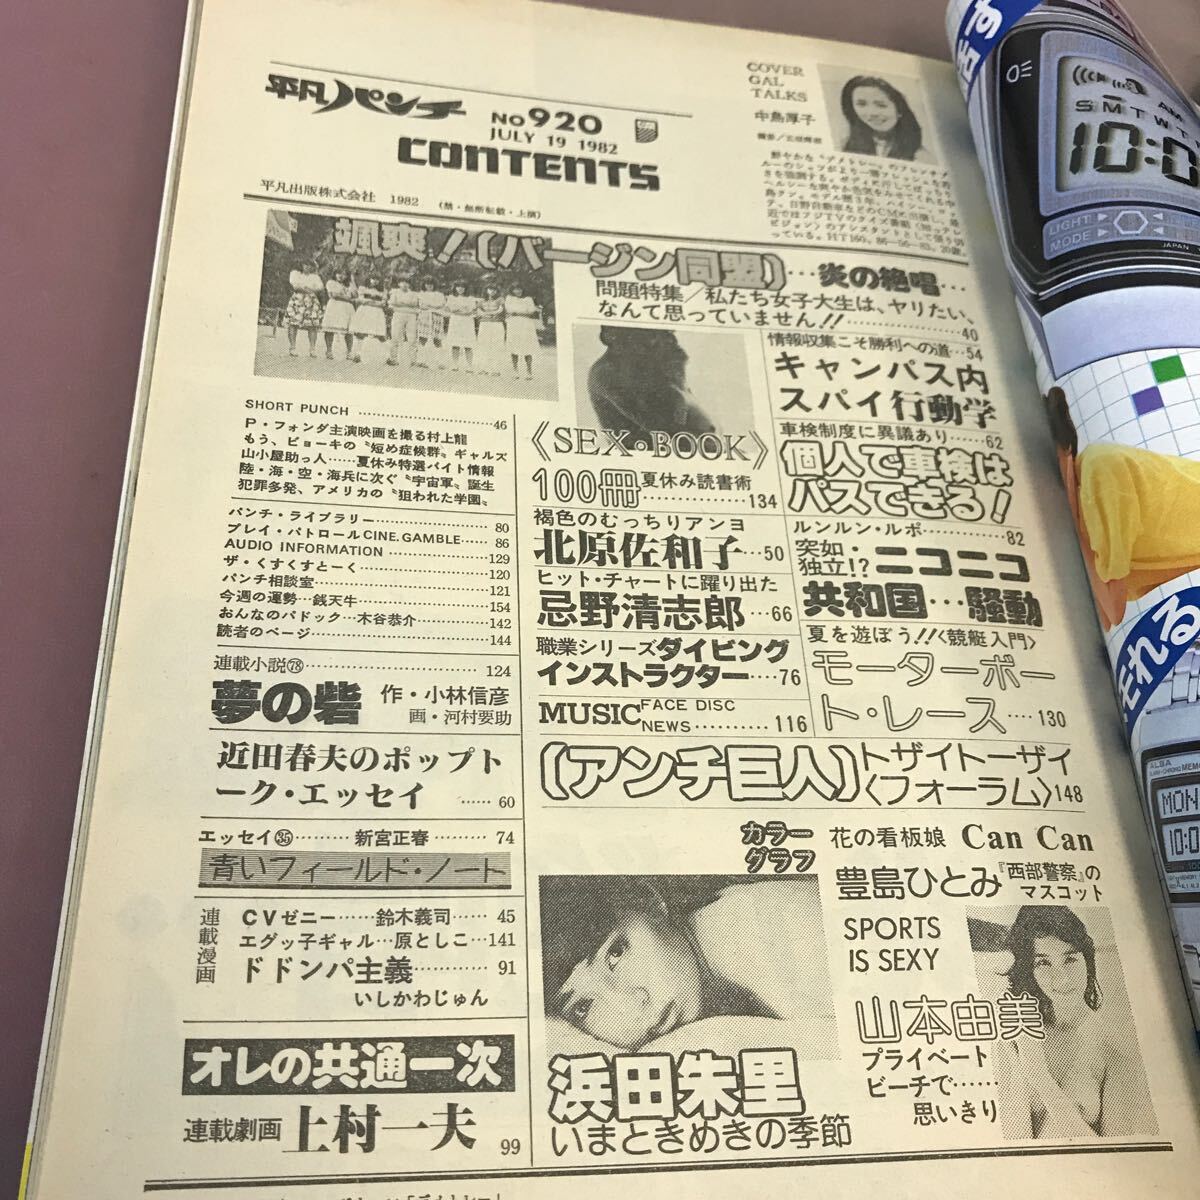 平凡パンチ
NO920
JULY 19 1982
CONTENTS
平凡出版株式会社 1982 (禁・無断転載・上演)
COVER
GAL
TALKS
中島厚子
颯爽!(バージン同盟)…炎の絶唱…
問題特集/私たち女子大生は、ヤリたい、
なんて思っていません!!……………40
SHORT PUNCH ……………46
P・フォンダ主演映画を撮る村上龍
もう、ビョーキの〝短め症候群〟ギャルズ
山小屋助っ人……夏休み特選バイト情報
陸・海・空・海兵に次ぐ〝宇宙軍〟誕生
犯罪多発、アメリカの〝狙われた学園〟
パンチ・ライブラリー……………80
プレイ・パトロールCINE.GAMBLE……86
AUDIO INFORMATION ……………129
ザ・くすくすとーく……………120
パンチ相談室……………121
今週の運勢…銭天牛……………154
おんなのパドック…木谷恭介……………142
読者のページ……………144
連載小説78……………124
夢の砦 作・小林信彦
画・河村要助
近田春夫のポップト
ーク・エッセイ ……60
エッセイ35………新宮正春……74
青いフィールド・ノート
連載漫画
CVゼニー……鈴木義司……45
エグッ子ギャル…原としこ…141
ドドンパ主義…………91
いしかわじゅん
オレの共通一次
連載劇画 上村一夫 99
《SEX・BOOK》
100冊 夏休み読書術
……………134
褐色のむっちりアンヨ
北原佐和子…50
ヒット・チャートに躍り出た
忌野清志郎…66
職業シリーズダイビング
インストラクター……76
MUSIC FACE DISC
NEWS………116
情報収集こそ勝利への道…54
キャンパス内
スパイ行動学
車検制度に異議あり……62
個人で車検は
パスできる!
ルンルン・ルポ……………82
突如・
独立!?ニコニコ
共和国…騒動
夏を遊ぼう!!〈競艇入門〉
モーターボー
ト・レース……130
(アンチ巨人)トザイトーザイ
〈フォーラム〉148
カラー
グラフ
花の看板娘 Can Can
豊島ひとみ『西部警察』の
マスコット
SPORTS
IS SEXY
山本由美
プライベート
ビーチで……
思いきり
浜田朱里
いまときめきの季節
AM
SMTWT
10:0
LIGHT
MODE
JAPAN
ALBA
MON
10:0